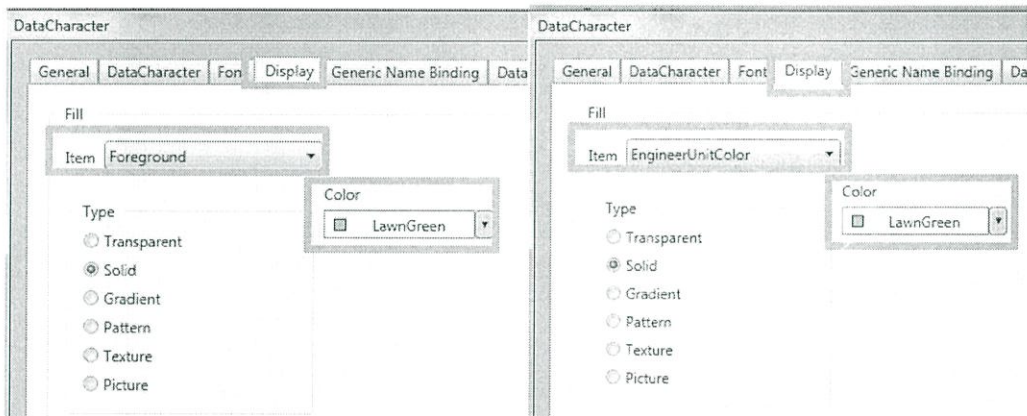 DataCharacter
General DataCharacter Fon Display Generic Name Binding Data
Fill
Item Foreground
Color
LawnGreen
Type
Transparent
Solid
Gradient
Pattern
Texture
Picture
DataCharacter
General DataCharacter Font Display Generic Name Binding Da
Fill
Item EngineerUnitColor
Color
LawnGreen
Type
Transparent
Solid
Gradient
Pattern
Texture
Picture